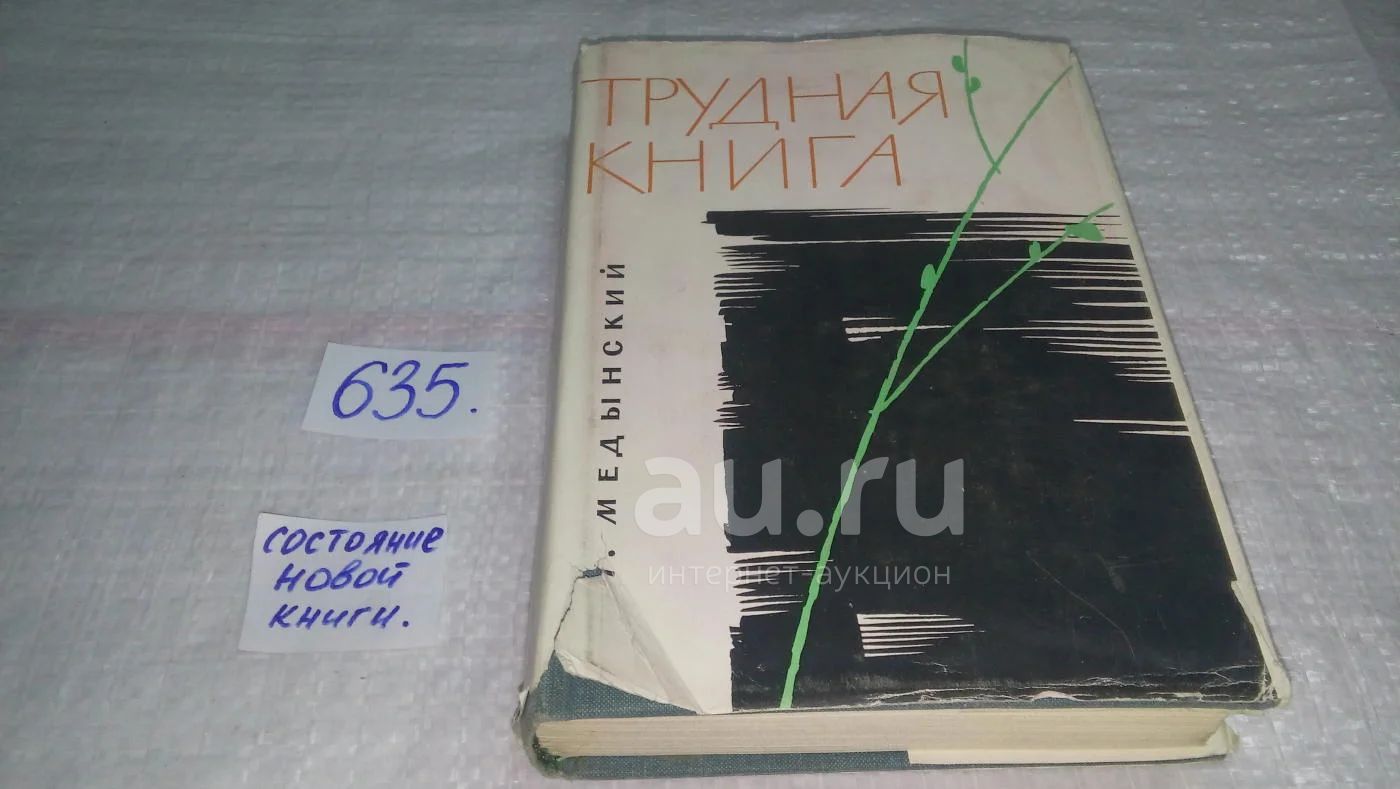 ТРУДНАЯ
КНИГА
. МЕДЫНСКИЙ
635.
СОСТОЯНИЕ
НОВОЙ
КНИГИ.
au.ru
интернет-аукцион